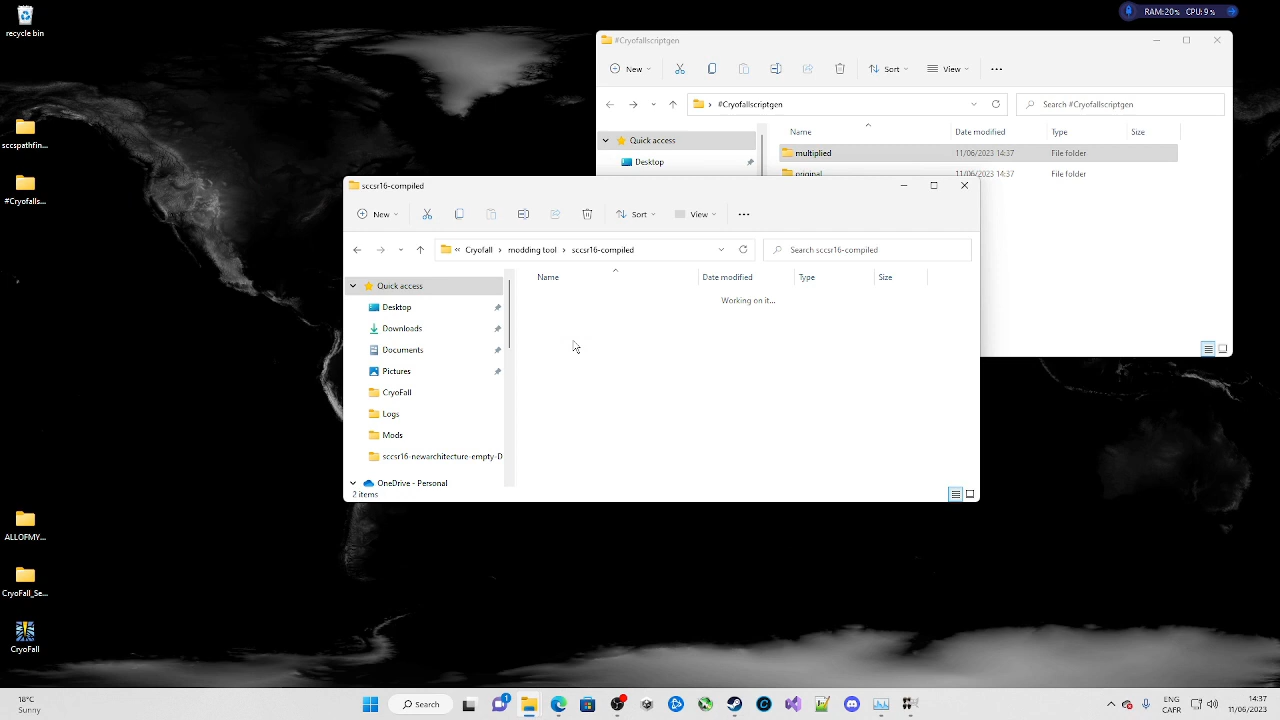 RAM:20% CPU:9%
recycle bin
sccspathfin...
#Cryofalls...
ALLOFMY...
CryoFall_Se...
CryoFall
#Cryofallscriptgen
New
Sort
View
#Cryofallscriptgen
Search #Cryofallscriptgen
Quick access
Desktop
Name
Date modified
Type
Size
multiplied
11/06/2023 14:37
File folder
original
11/06/2023 14:37
File folder
sccsr16-compiled
New
Sort
View
« Cryofall > modding tool > sccsr16-compiled
Search sccsr16-compiled
Quick access
Desktop
Downloads
Documents
Pictures
CryoFall
Logs
Mods
sccsr16-newarchitecture-empty-D
OneDrive - Personal
2 items
Name
Date modified
Type
Size
Working on it...
18°C
Sunny
Search
1
ENG
CAFR
14:37
11/06/2023